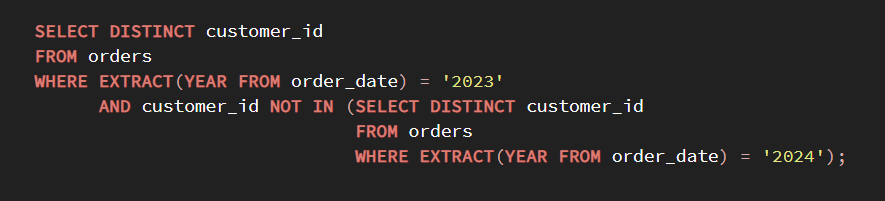 SELECT DISTINCT customer_id
FROM orders
WHERE EXTRACT(YEAR FROM order_date) = '2023'
      AND customer_id NOT IN (SELECT DISTINCT customer_id
                              FROM orders
                              WHERE EXTRACT(YEAR FROM order_date) = '2024');